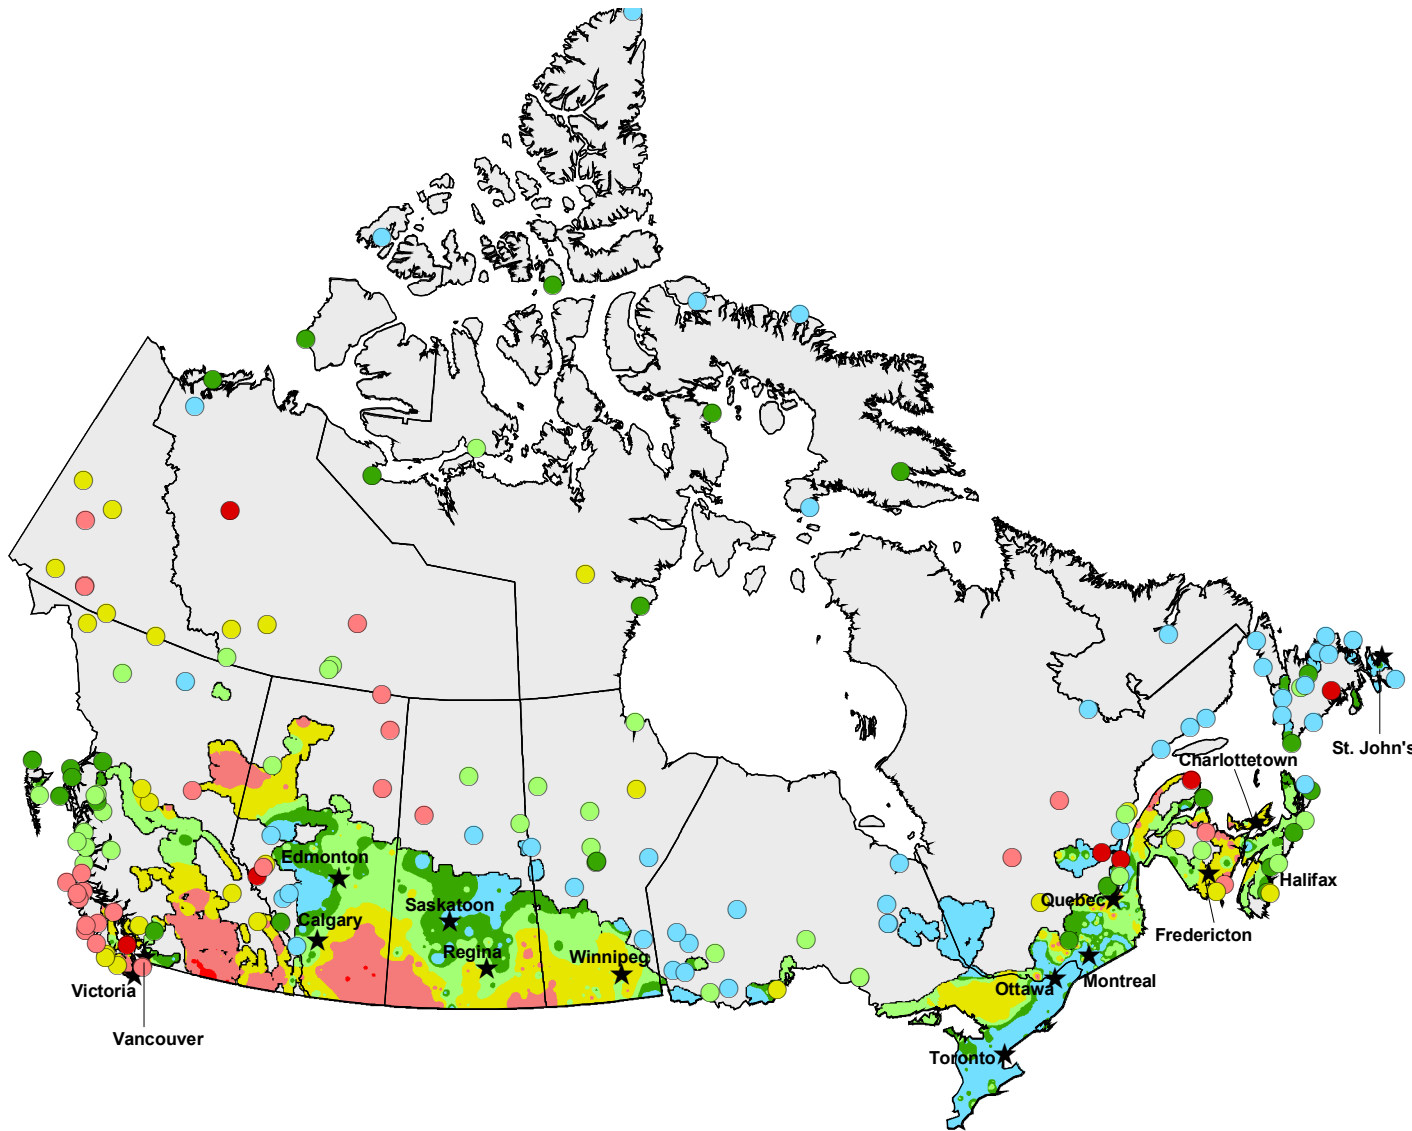 St. John's
Charlottetown
Edmonton
Halifax
Saskatoon
Quebec
Calgary
Fredericton
Regina
Winnipeg
Montreal
Ottawa
Victoria
Vancouver
Toronto